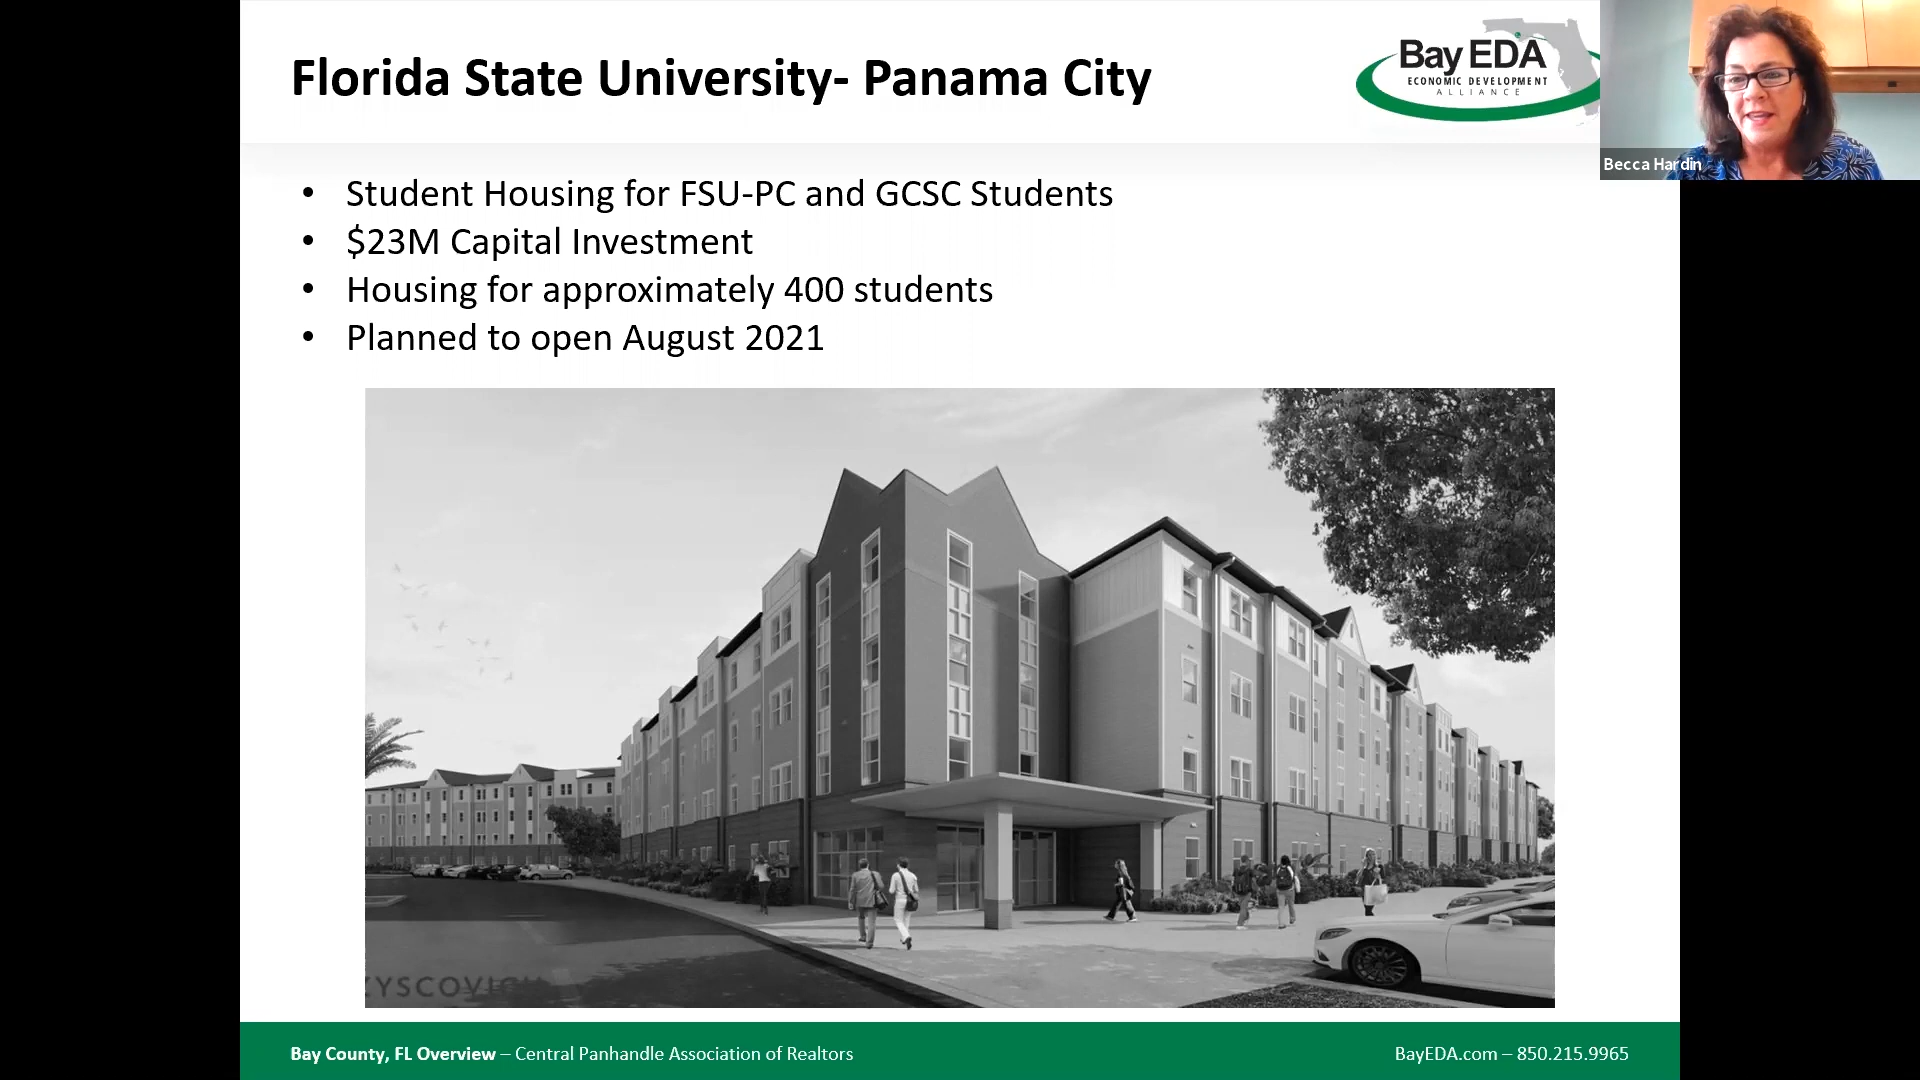 Florida State University- Panama City
Bay EDA
ECONOMIC DEVELOPMENT
ALLIANCE
Becca Hardin
• Student Housing for FSU-PC and GCSC Students
• $23M Capital Investment
• Housing for approximately 400 students
• Planned to open August 2021
Bay County, FL Overview – Central Panhandle Association of Realtors
BayEDA.com – 850.215.9965